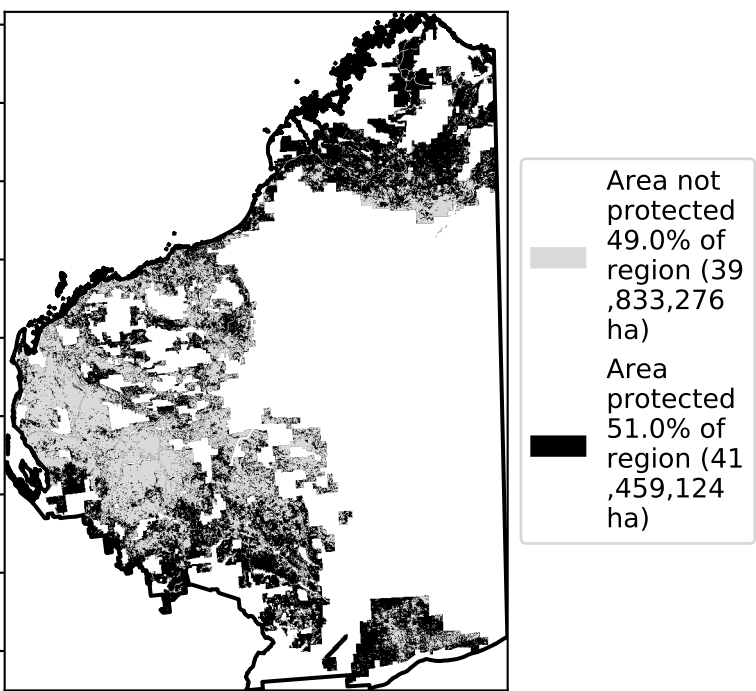 Area not
protected
49.0% of
region (39
,833,276
ha)
Area
protected
51.0% of
region (41
,459,124
ha)